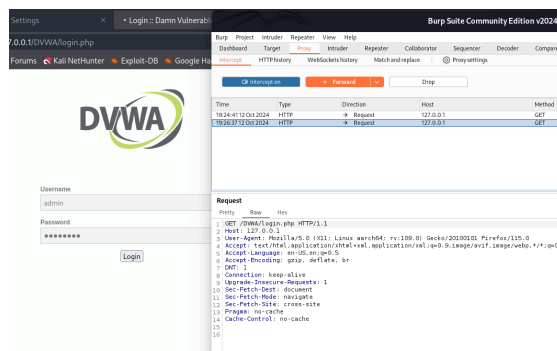 Settings
Login :: Damn Vulnerabl
7.0.0.1/DVWA/login.php
Forums Kali NetHunter Exploit-DB Google Ha
DVWA
Username
admin
Password
••••••••
Login
Burp Suite Community Edition v2024
Burp Project Intruder Repeater View Help
Dashboard Target Proxy Intruder Repeater Collaborator Sequencer Decoder Compare
Intercept HTTP history WebSockets history Match and replace Proxy settings
Intercept on → Forward Drop
Time Type Direction Host Method
19:24:41 12 Oct 2024 HTTP → Request 127.0.0.1 GET
19:26:37 12 Oct 2024 HTTP → Request 127.0.0.1 GET
Request
Pretty Raw Hex
1 GET /DVWA/login.php HTTP/1.1
2 Host: 127.0.0.1
3 User-Agent: Mozilla/5.0 (X11; Linux aarch64; rv:109.0) Gecko/20100101 Firefox/115.0
4 Accept: text/html,application/xhtml+xml,application/xml;q=0.9,image/avif,image/webp,*/*;q=0
5 Accept-Language: en-US,en;q=0.5
6 Accept-Encoding: gzip, deflate, br
7 DNT: 1
8 Connection: keep-alive
9 Upgrade-Insecure-Requests: 1
10 Sec-Fetch-Dest: document
11 Sec-Fetch-Mode: navigate
12 Sec-Fetch-Site: cross-site
13 Pragma: no-cache
14 Cache-Control: no-cache
15
16